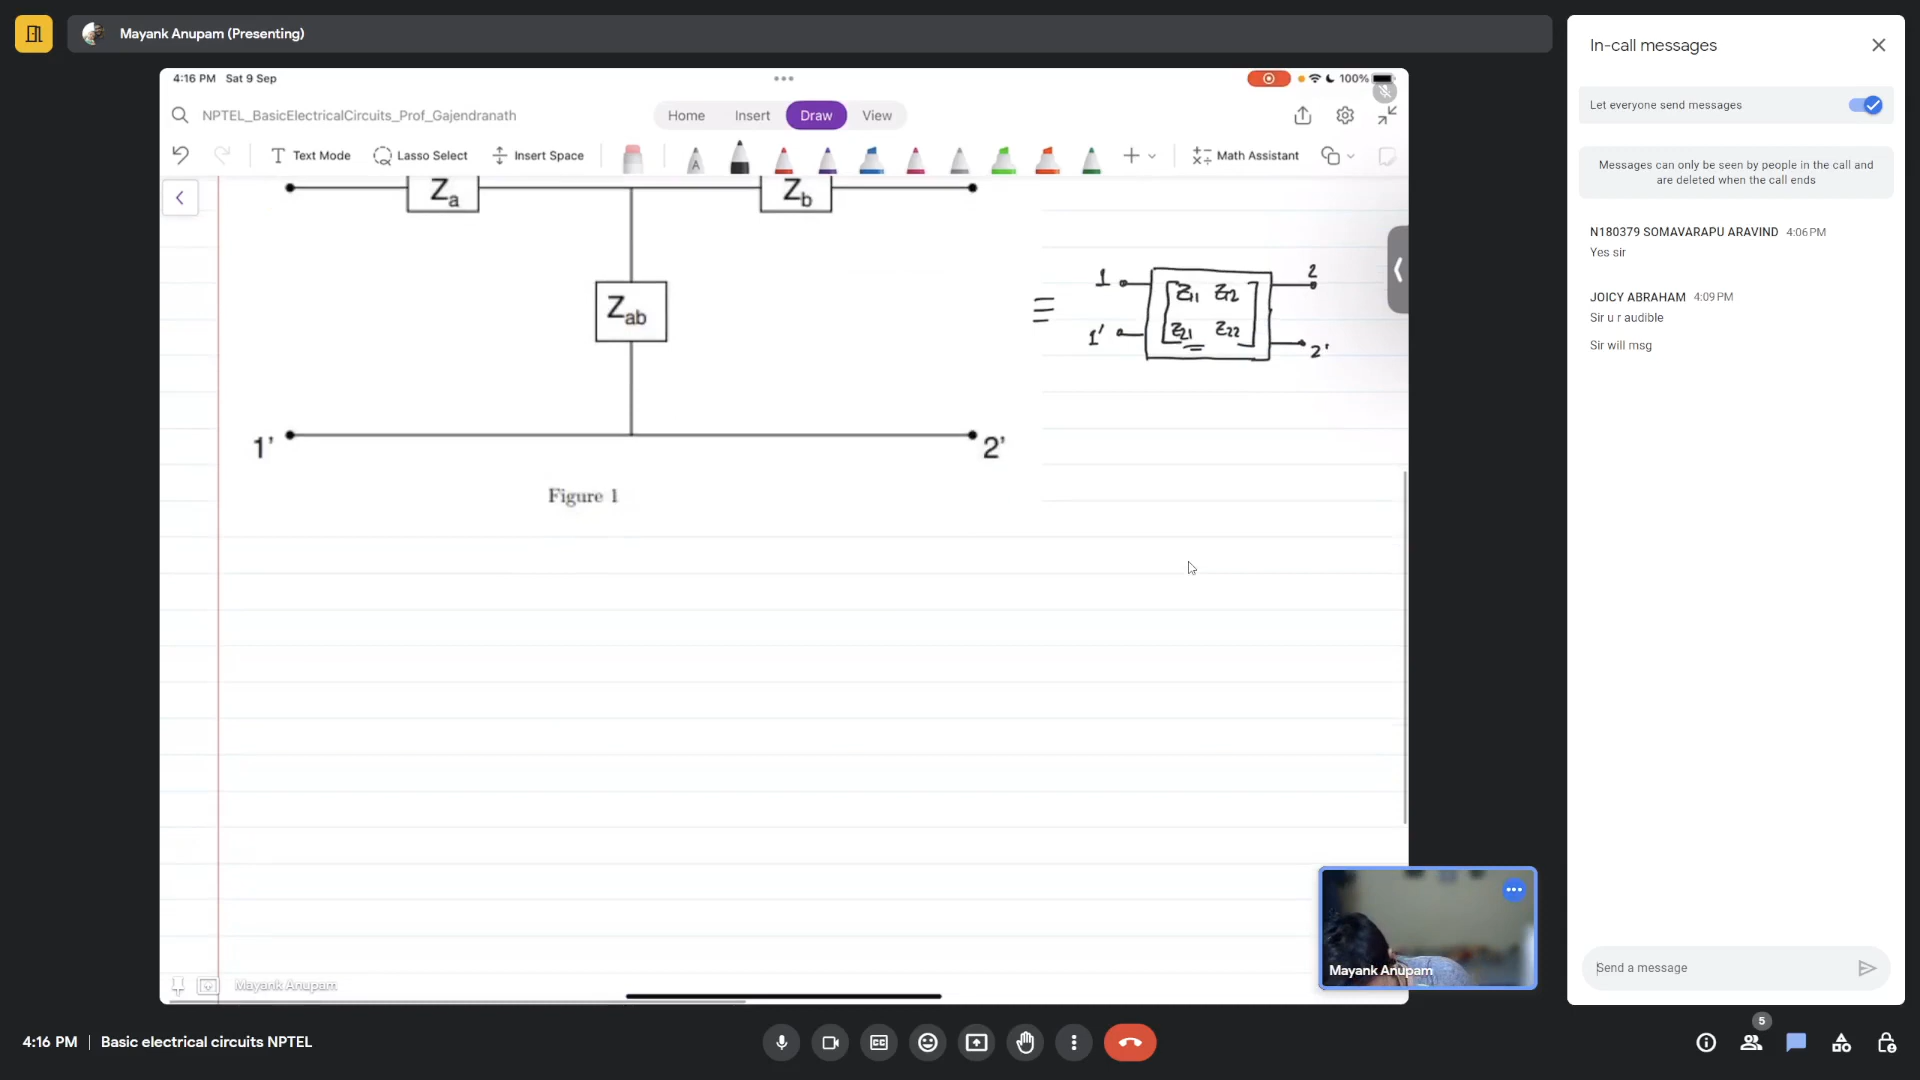 Mayank Anupam (Presenting)
4:16 PM Sat 9 Sep
100%
NPTEL_BasicElectricalCircuits_Prof_Gajendranath
Home Insert Draw View
Text Mode Lasso Select Insert Space A Math Assistant
Za Zb
Zab
1' 2'
Figure 1
≡
1 2
Z11 Z12
Z21 Z22
1' 2'
Mayank Anupam
Mayank Anupam
In-call messages
Let everyone send messages
Messages can only be seen by people in the call and
are deleted when the call ends
N180379 SOMAVARAPU ARAVIND 4:06 PM
Yes sir
JOICY ABRAHAM 4:09 PM
Sir u r audible
Sir will msg
Send a message
4:16 PM | Basic electrical circuits NPTEL
CC
5